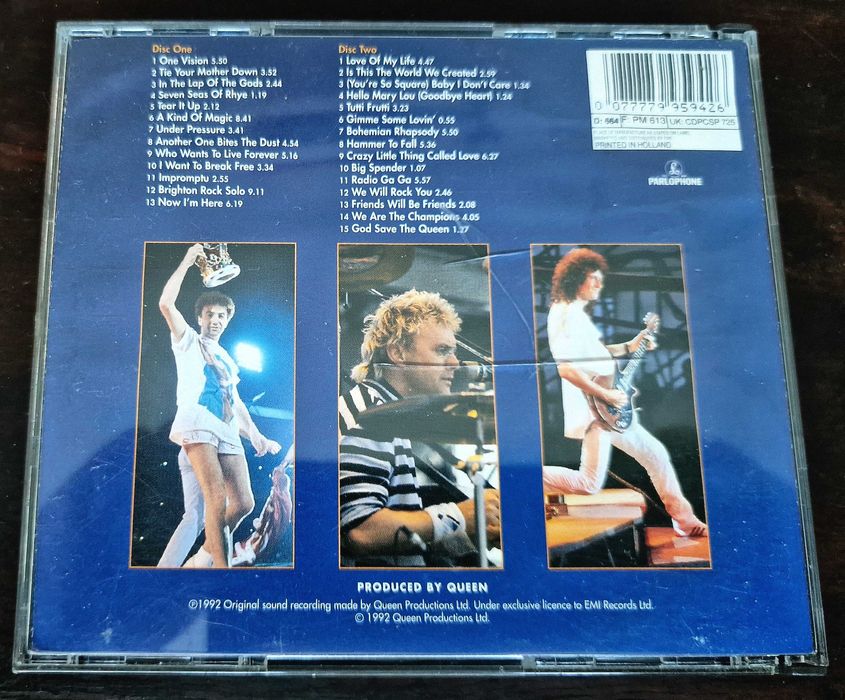 Disc One
1 One Vision 5.50
2 Tie Your Mother Down 3.52
3 In The Lap Of The Gods 2.44
4 Seven Seas Of Rhye 1.19
5 Tear It Up 2.12
6 A Kind Of Magic 8.41
7 Under Pressure 3.41
8 Another One Bites The Dust 4.54
9 Who Wants To Live Forever 5.16
10 I Want To Break Free 3.34
11 Impromptu 2.55
12 Brighton Rock Solo 9.11
13 Now I'm Here 6.19
Disc Two
1 Love Of My Life 4.47
2 Is This The World We Created 2.59
3 (You're So Square) Baby I Don't Care 1.34
4 Hello Mary Lou (Goodbye Heart) 1.24
5 Tutti Frutti 3.23
6 Gimme Some Lovin' 0.55
7 Bohemian Rhapsody 5.50
8 Hammer To Fall 5.36
9 Crazy Little Thing Called Love 6.27
10 Big Spender 1.07
11 Radio Ga Ga 5.57
12 We Will Rock You 2.46
13 Friends Will Be Friends 2.08
14 We Are The Champions 4.05
15 God Save The Queen 1.27
0 077779 959426
D: 564 F: PM 613 UK: CDPCSP 725
PRINTED IN HOLLAND
PARLOPHONE
PRODUCED BY QUEEN
℗1992 Original sound recording made by Queen Productions Ltd. Under exclusive licence to EMI Records Ltd.
© 1992 Queen Productions Ltd.